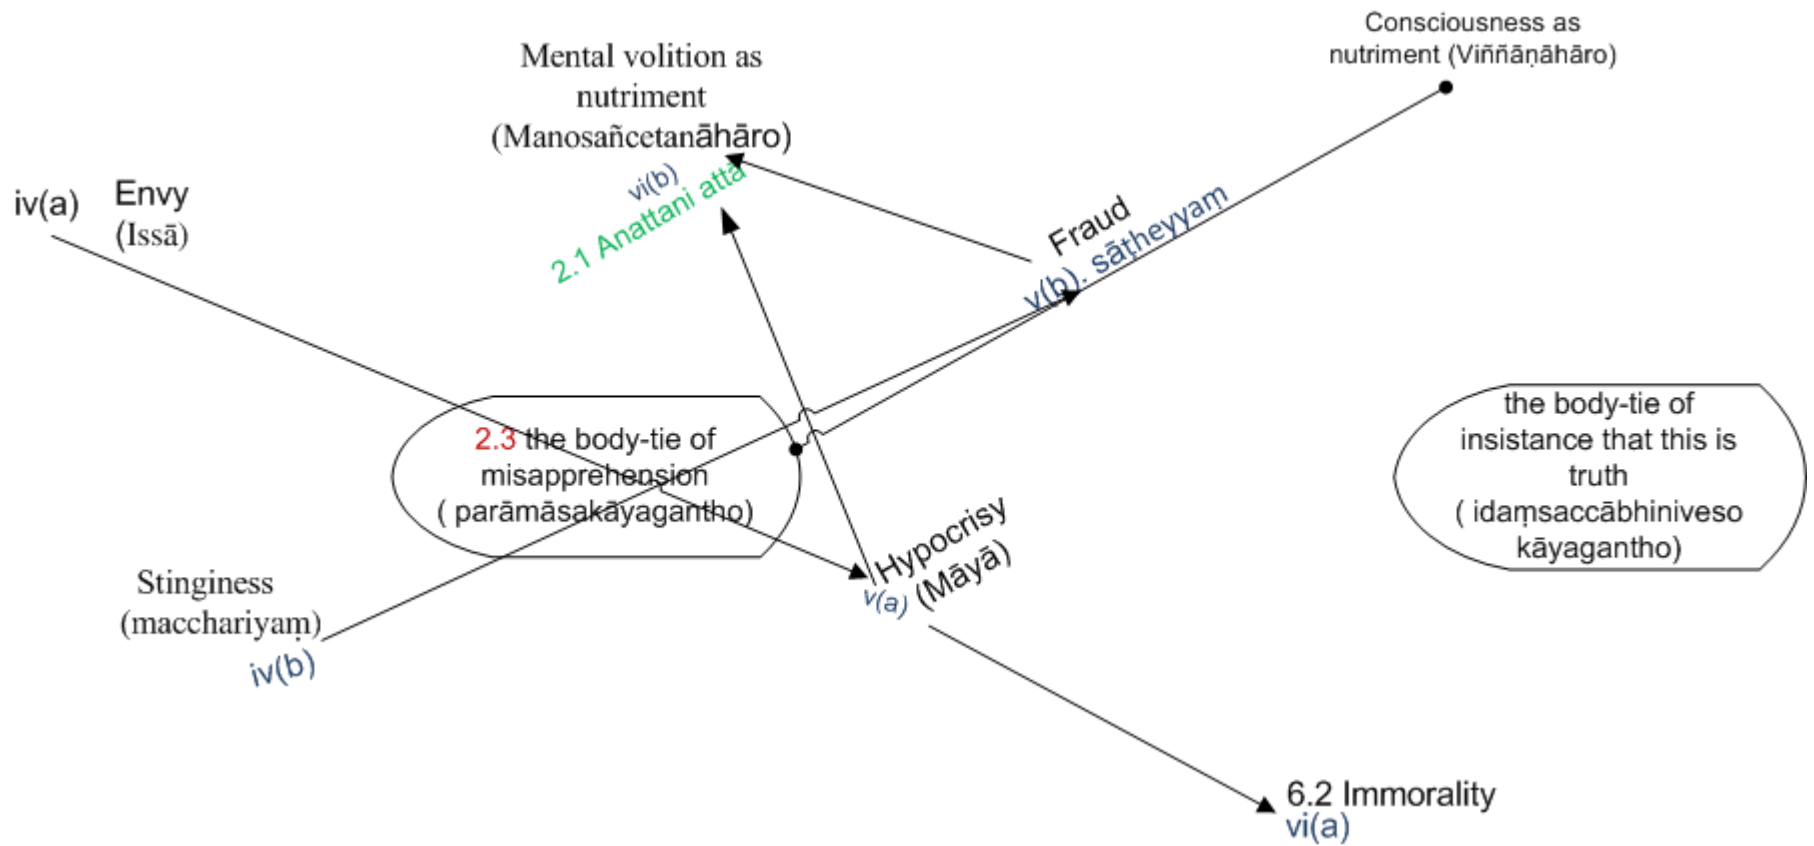 Consciousness as
nutriment (Viññāṇāhāro)
Mental volition as
nutriment
(Manosañcetanāhāro)
vi(b)
2.1 Anattani attā
iv(a)
Envy
(Issā)
Fraud
v(b). sāṭheyyaṃ
2.3 the body-tie of
misapprehension
( parāmāsakāyagantho)
the body-tie of
insistance that this is
truth
( idaṃsaccābhiniveso
kāyagantho)
Stinginess
(macchariyaṃ)
iv(b)
Hypocrisy
v(a) (Māyā)
6.2 Immorality
vi(a)